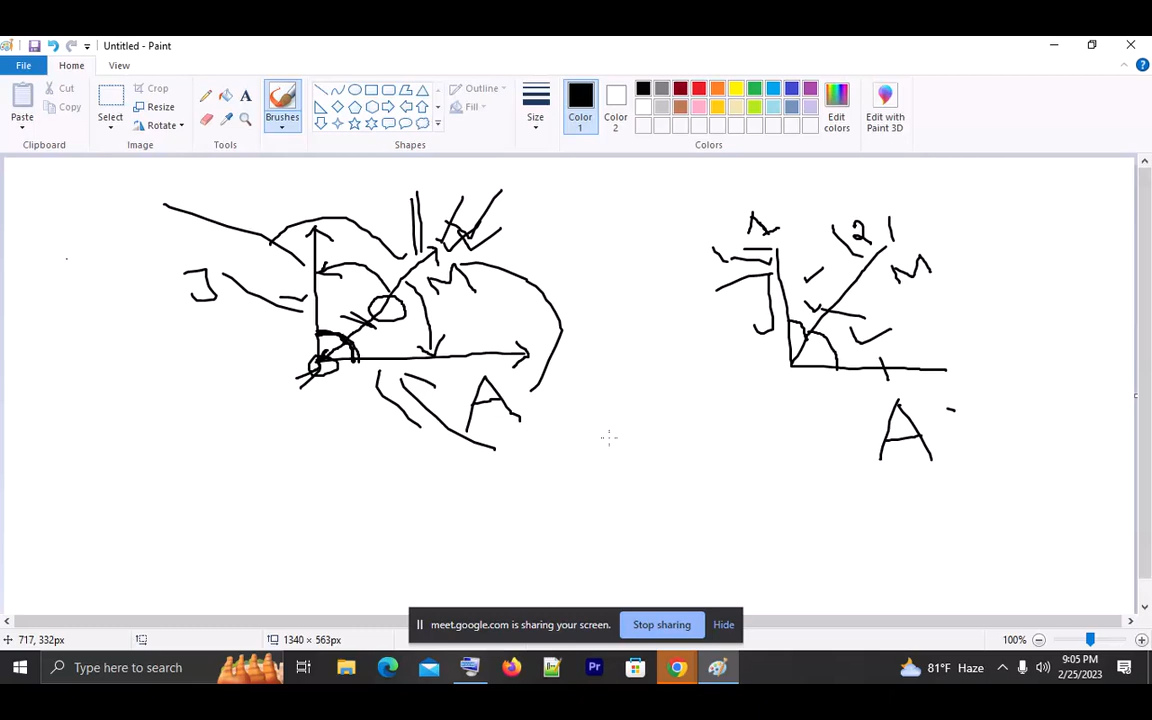 Untitled - Paint
File
Home
View
Paste
Cut
Copy
Clipboard
Select
Crop
Resize
Rotate
Image
A
Tools
Brushes
Outline
Fill
Shapes
Size
Color 1
Color 2
Edit colors
Colors
Edit with Paint 3D
J
M
A
2
M
J
A
meet.google.com is sharing your screen.
Stop sharing
Hide
717, 332px
1340 × 563px
100%
Type here to search
Pr
81°F Haze
9:05 PM
2/25/2023